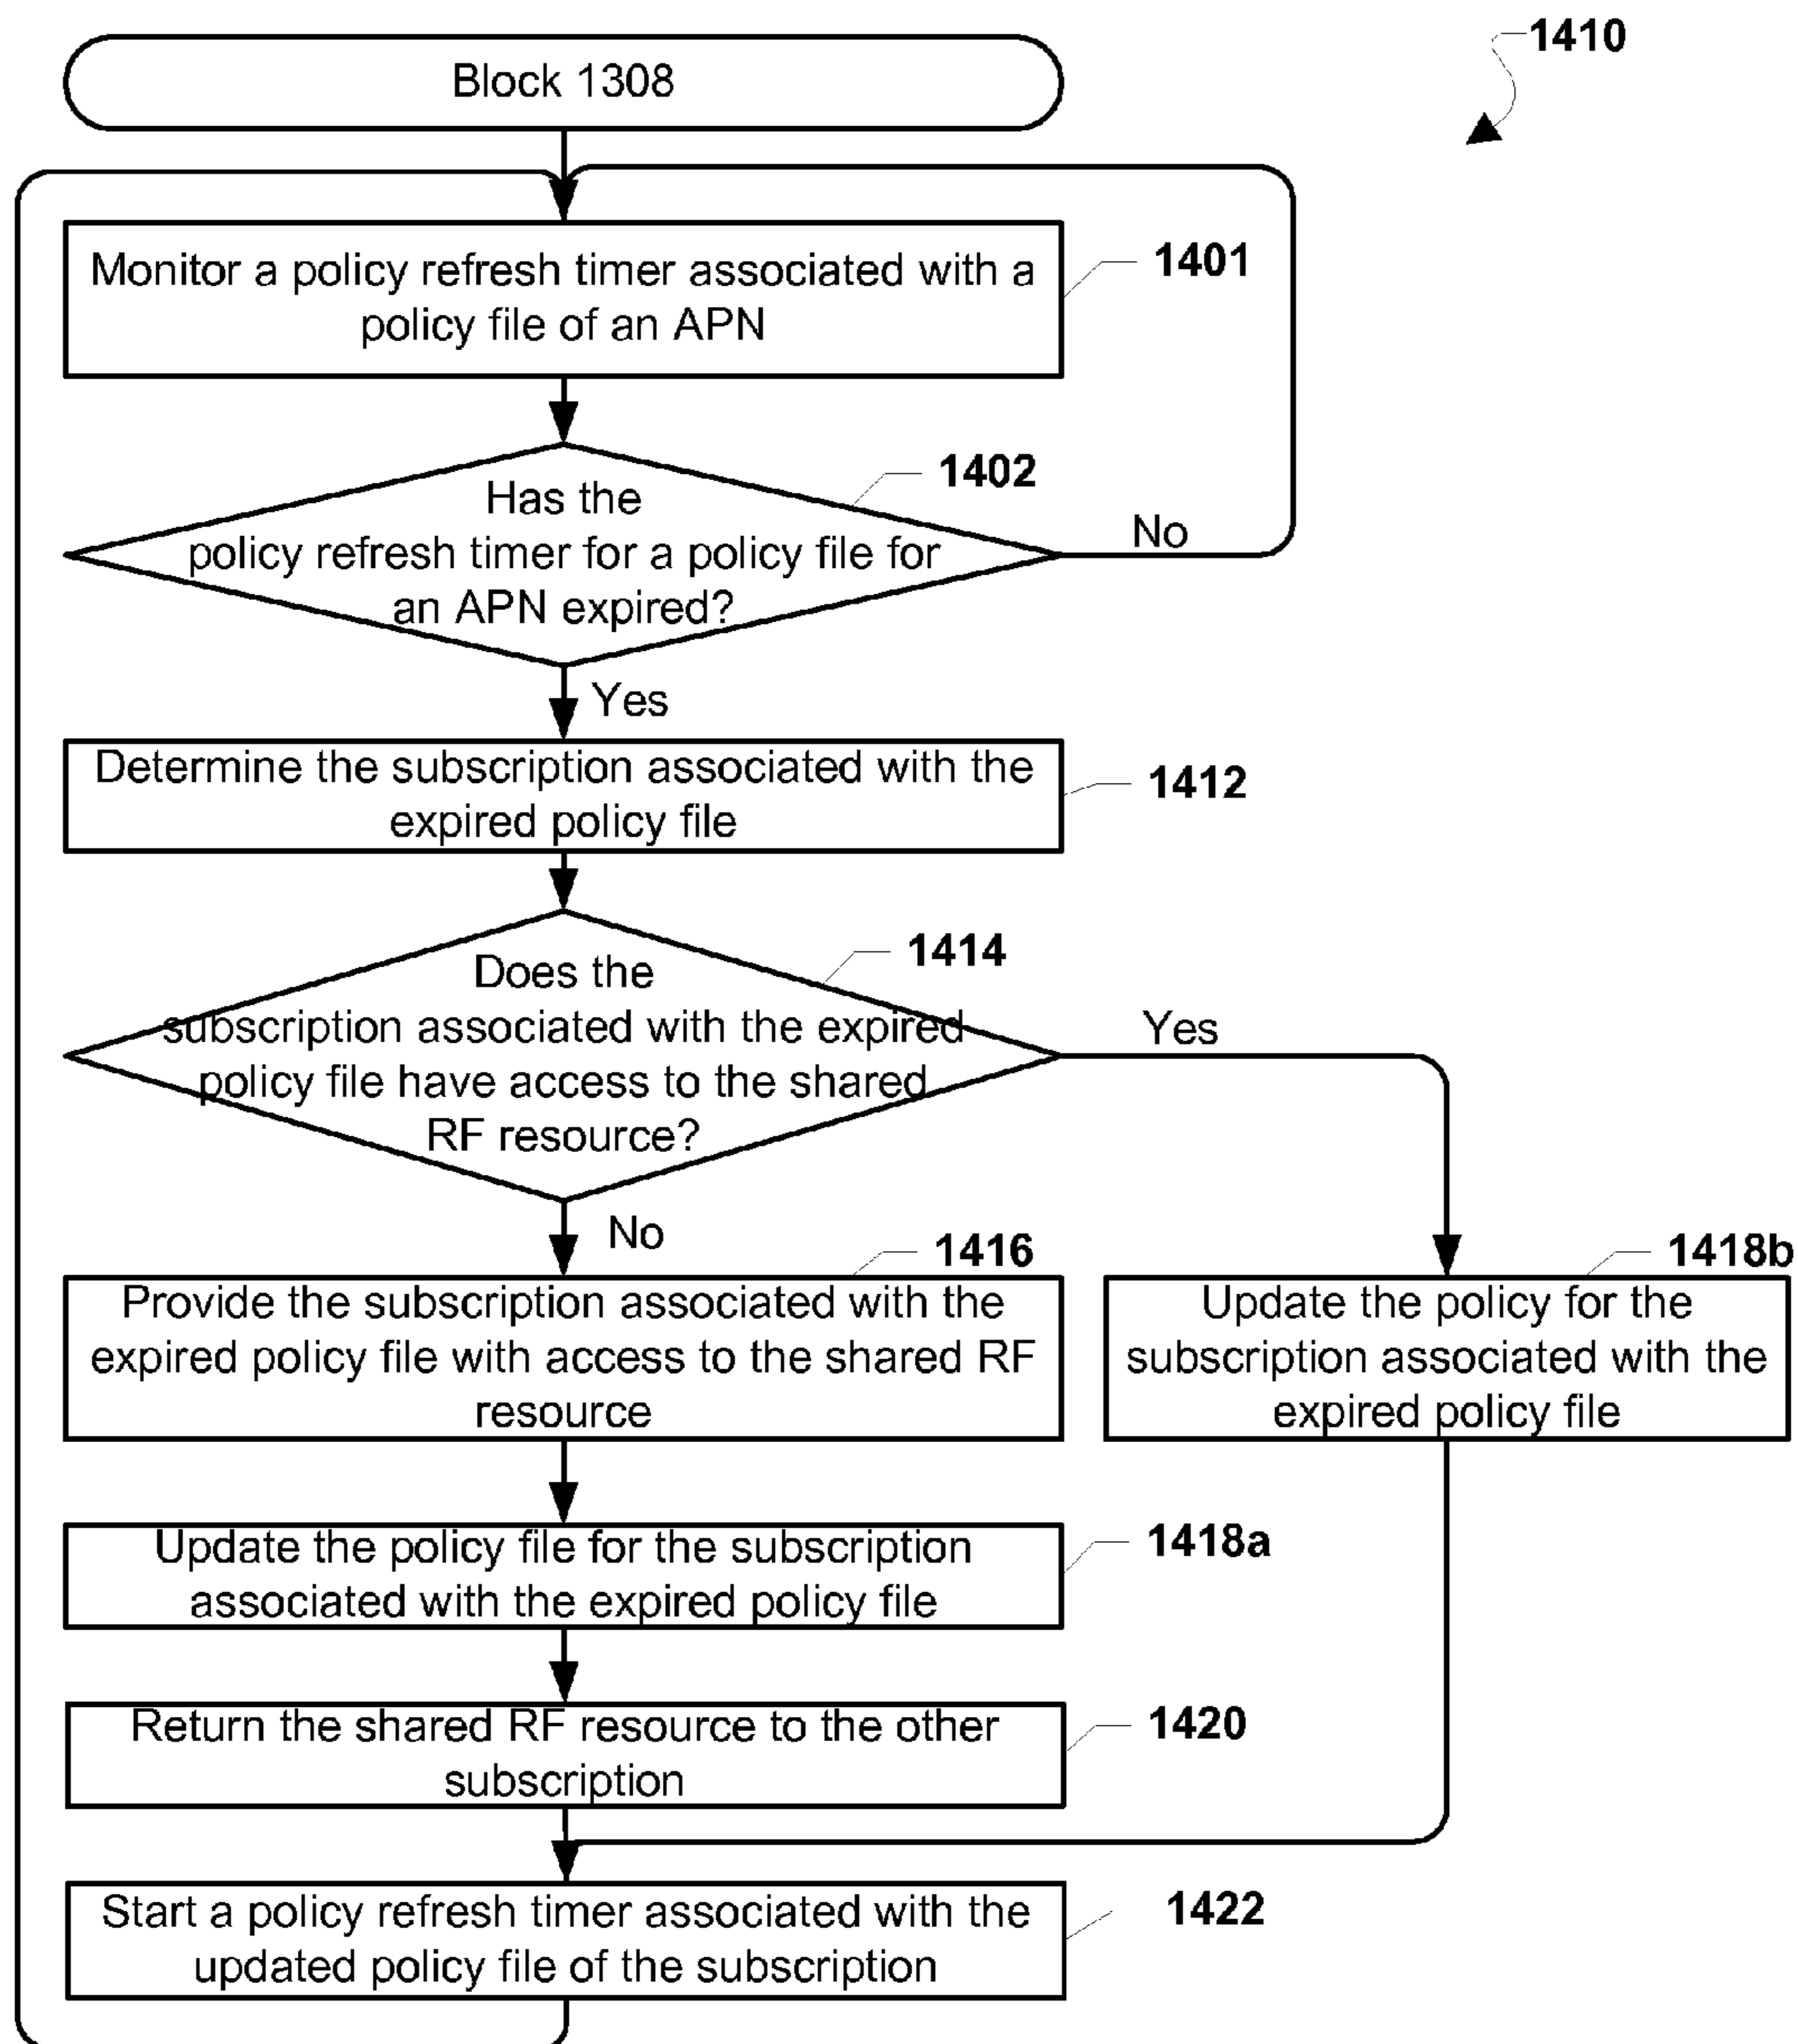 1410
Block 1308
Monitor a policy refresh timer associated with a
policy file of an APN
1401
Has the
policy refresh timer for a policy file for
an APN expired?
1402
No
Yes
Determine the subscription associated with the
expired policy file
1412
Does the
subscription associated with the expired
policy file have access to the shared
RF resource?
1414
Yes
No
Provide the subscription associated with the
expired policy file with access to the shared RF
resource
1416
Update the policy for the
subscription associated with the
expired policy file
1418b
Update the policy file for the subscription
associated with the expired policy file
1418a
Return the shared RF resource to the other
subscription
1420
Start a policy refresh timer associated with the
updated policy file of the subscription
1422